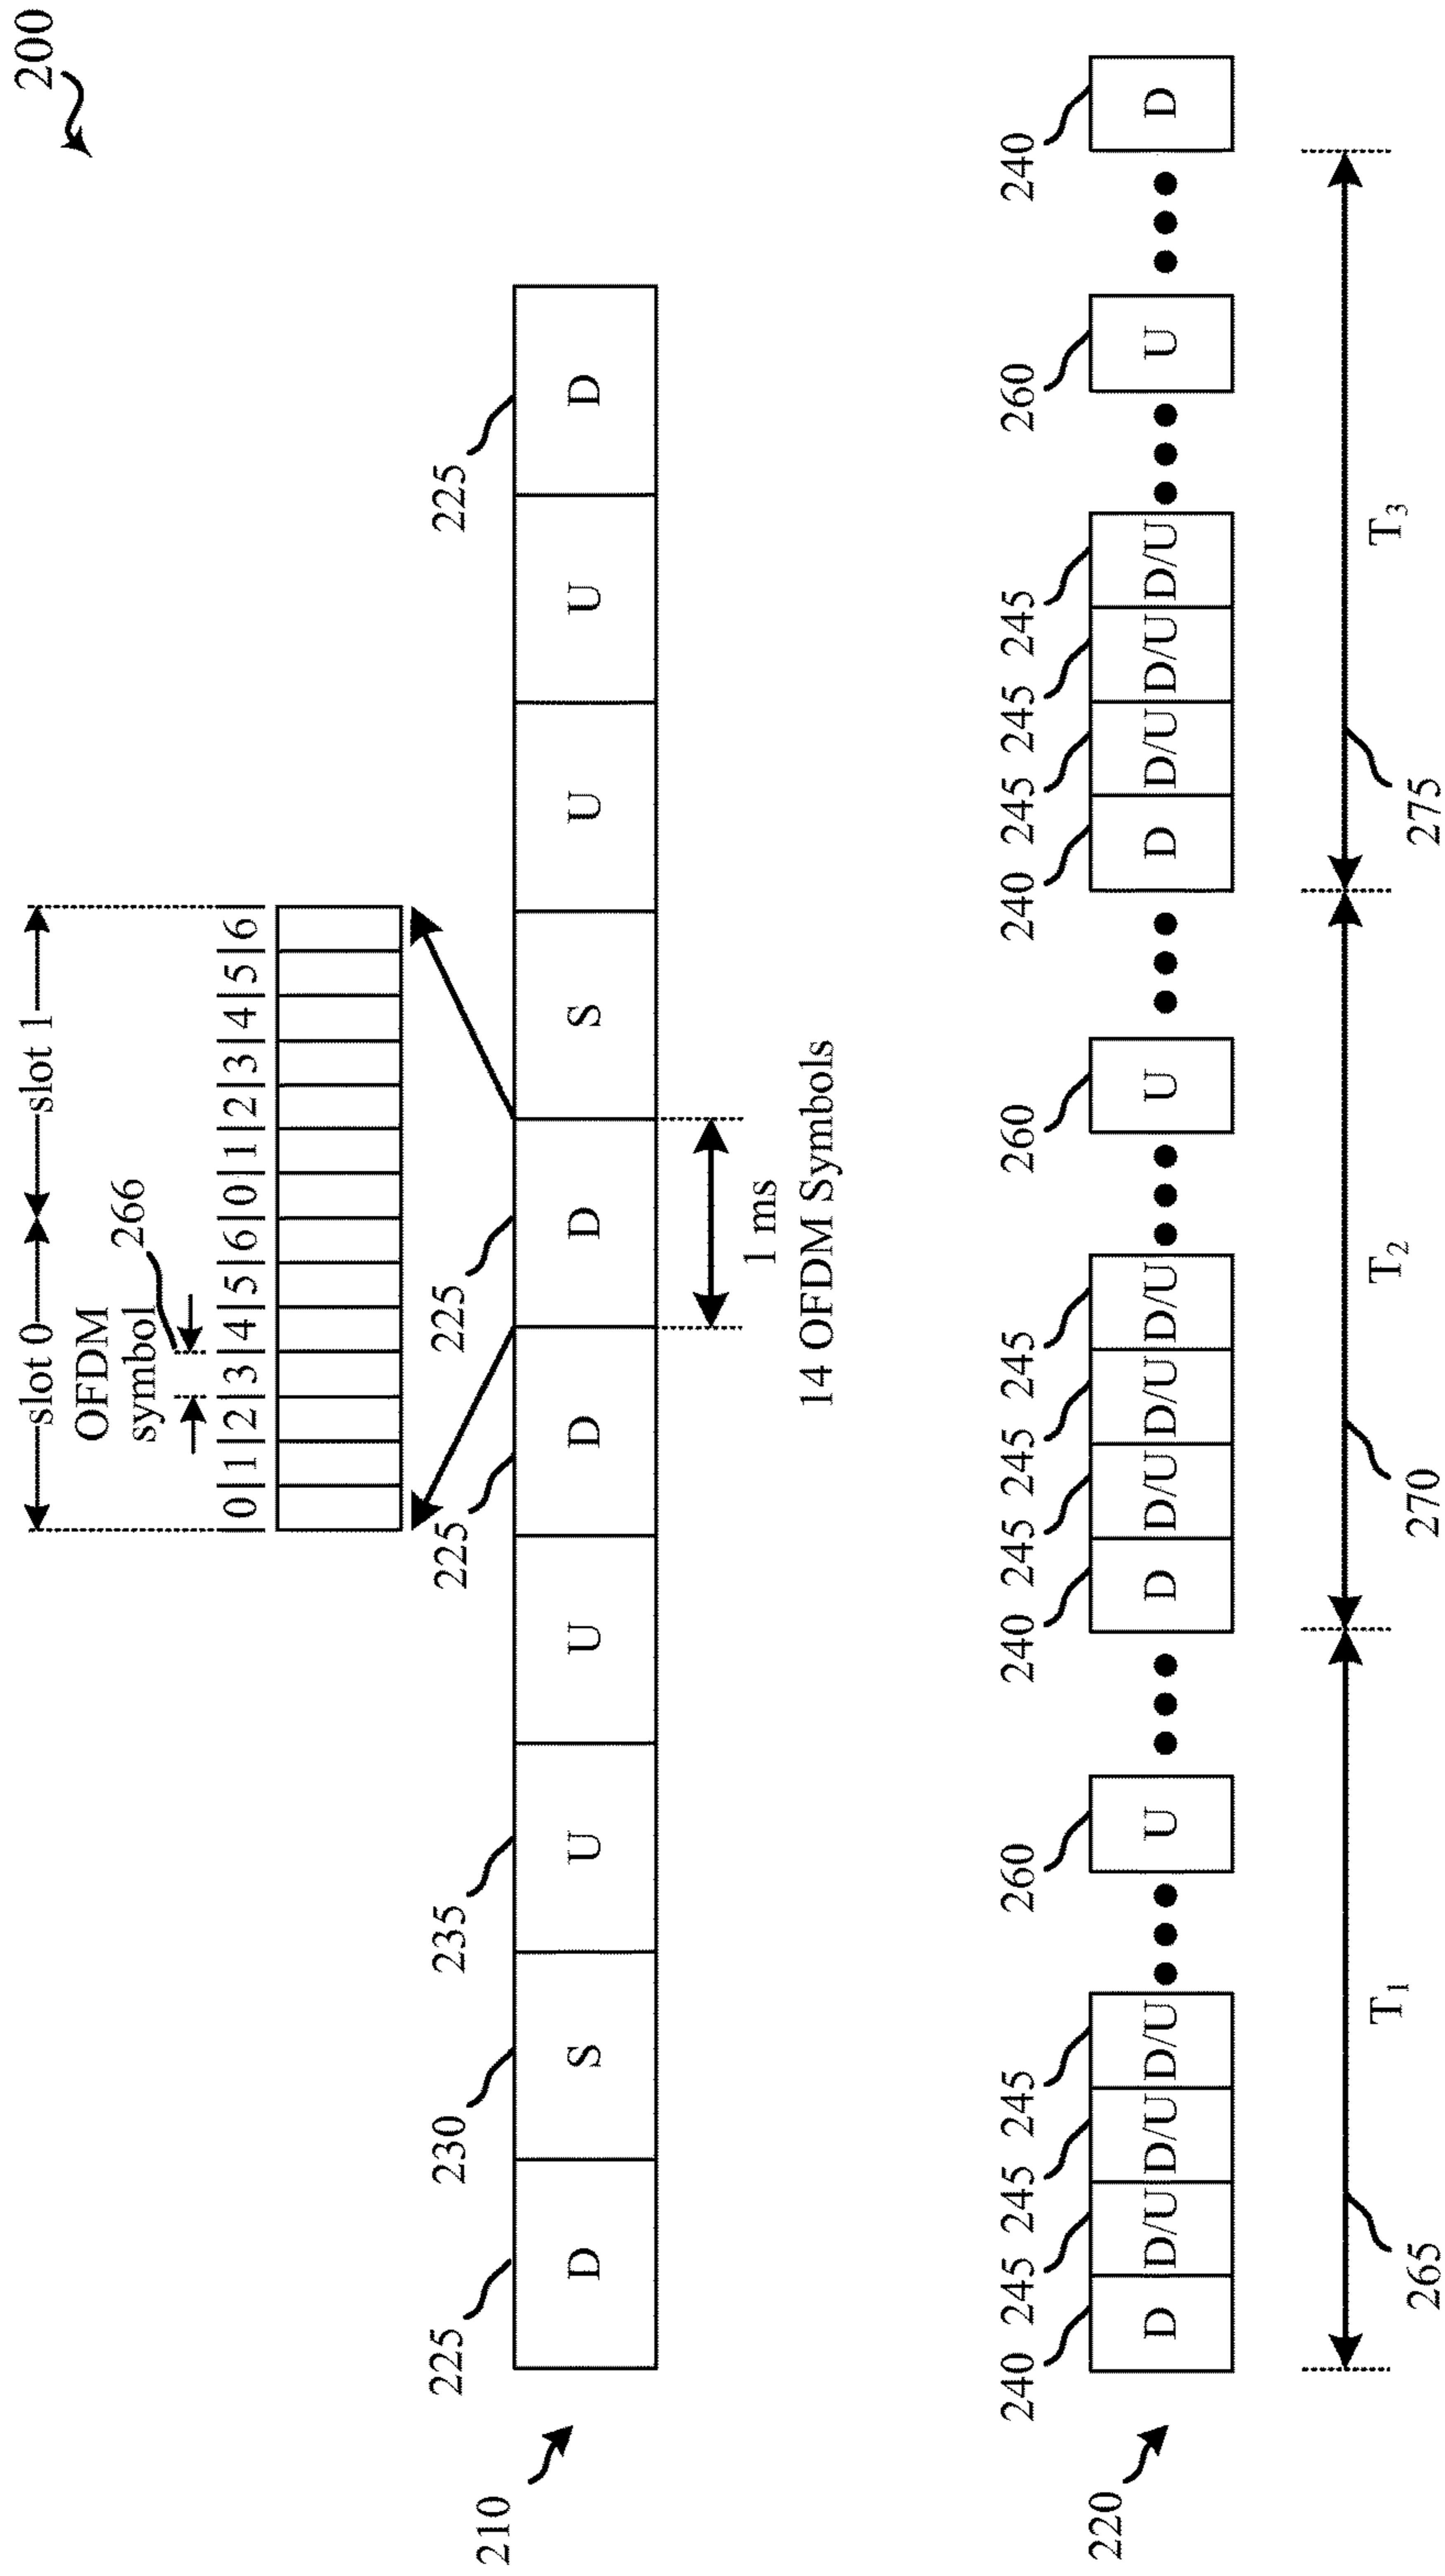 200
slot 0 slot 1
OFDM
symbol
266
0 1 2 3 4 5 6 0 1 2 3 4 5 6
225 230 235 225 225 225
210
D S U U D D S U U D
1 ms
14 OFDM Symbols
240 245 245 245 260 240 245 245 245 260 240 245 245 245 260 240
220
D D/U D/U D/U U D D/U D/U D/U U D D/U D/U D/U U D
T1 T2 T3
265 270 275